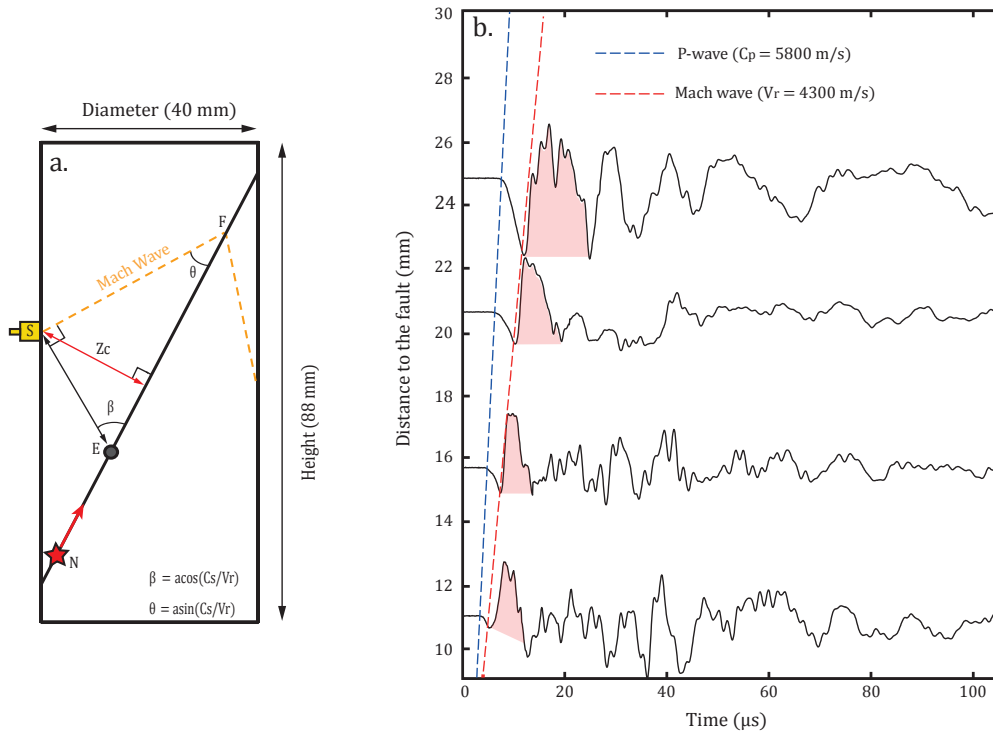 Diameter (40 mm)
a.
F
Mach Wave
θ
S
Zc
β
E
N
β = acos(Cs/Vr)
θ = asin(Cs/Vr)
Height (88 mm)
b.
P-wave (Cp = 5800 m/s)
Mach wave (Vr = 4300 m/s)
Distance to the fault (mm)
30
28
26
24
22
20
18
16
14
12
10
0 20 40 60 80 100
Time (μs)